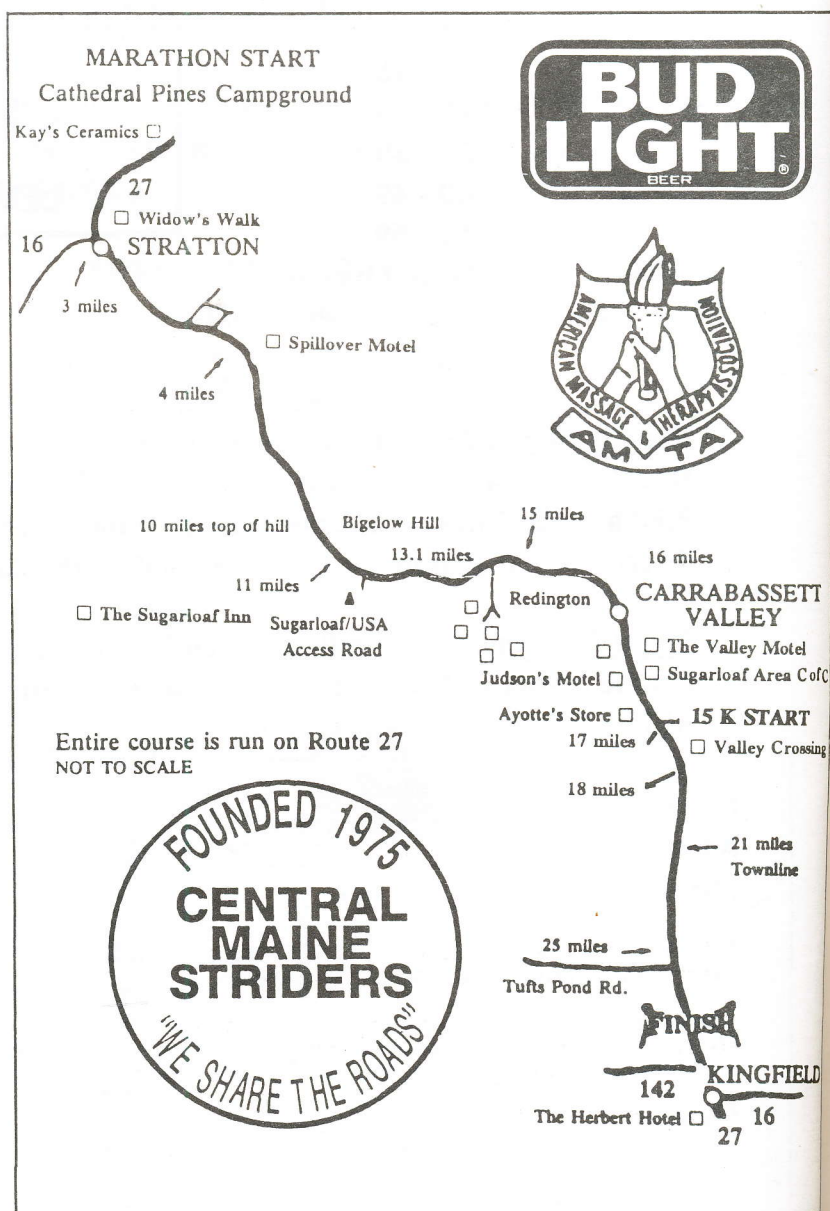 MARATHON START
Cathedral Pines Campground
Kay's Ceramics
27
Widow's Walk
16
STRATTON
3 miles
Spillover Motel
4 miles
BUD
LIGHT®
BEER
AMERICAN MASSAGE & THERAPY ASSOCIATION
AMTA
15 miles
10 miles top of hill
Bigelow Hill
13.1 miles
16 miles
11 miles
Redington
CARRABASSETT
VALLEY
The Sugarloaf Inn
Sugarloaf/USA
Access Road
The Valley Motel
Judson's Motel
Sugarloaf Area C of C
Ayotte's Store
15 K START
17 miles
Valley Crossing
Entire course is run on Route 27
NOT TO SCALE
18 miles
21 miles
Townline
FOUNDED 1975
CENTRAL
MAINE
STRIDERS
"WE SHARE THE ROADS"
25 miles
Tufts Pond Rd.
FINISH
KINGFIELD
142
The Herbert Hotel
16
27